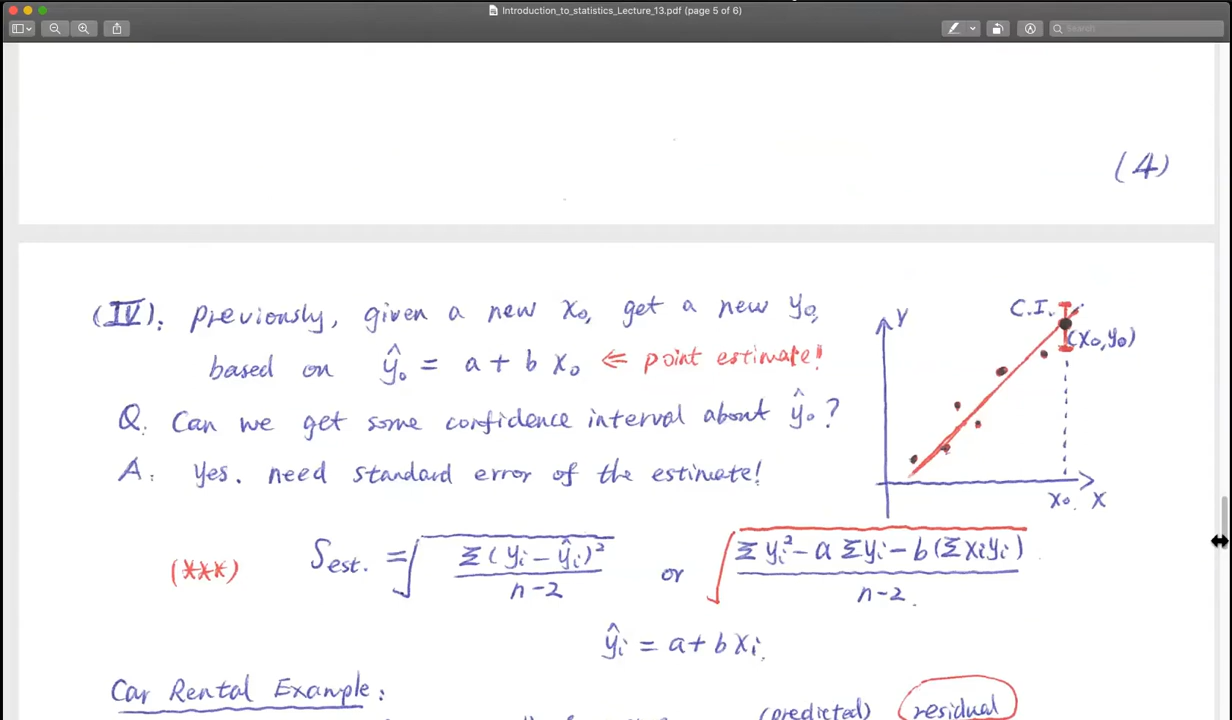 Introduction_to_statistics_Lecture_13.pdf (page 5 of 6)
Search
(4)
(IV): Previously, given a new x₀, get a new y₀,
based on ŷ₀ = a + b x₀ ⇐ point estimate!
Q. Can we get some confidence interval about ŷ₀?
A: Yes. need standard error of the estimate!
Y
C.I.
(x₀,y₀)
x₀. X
(***) Sest. = √(Σ(yi - ŷi)² / n-2) or √(Σyi² - aΣyi - b(Σxiyi) / n-2).
ŷi = a + b xi.
Car Rental Example:
(predicted) residual